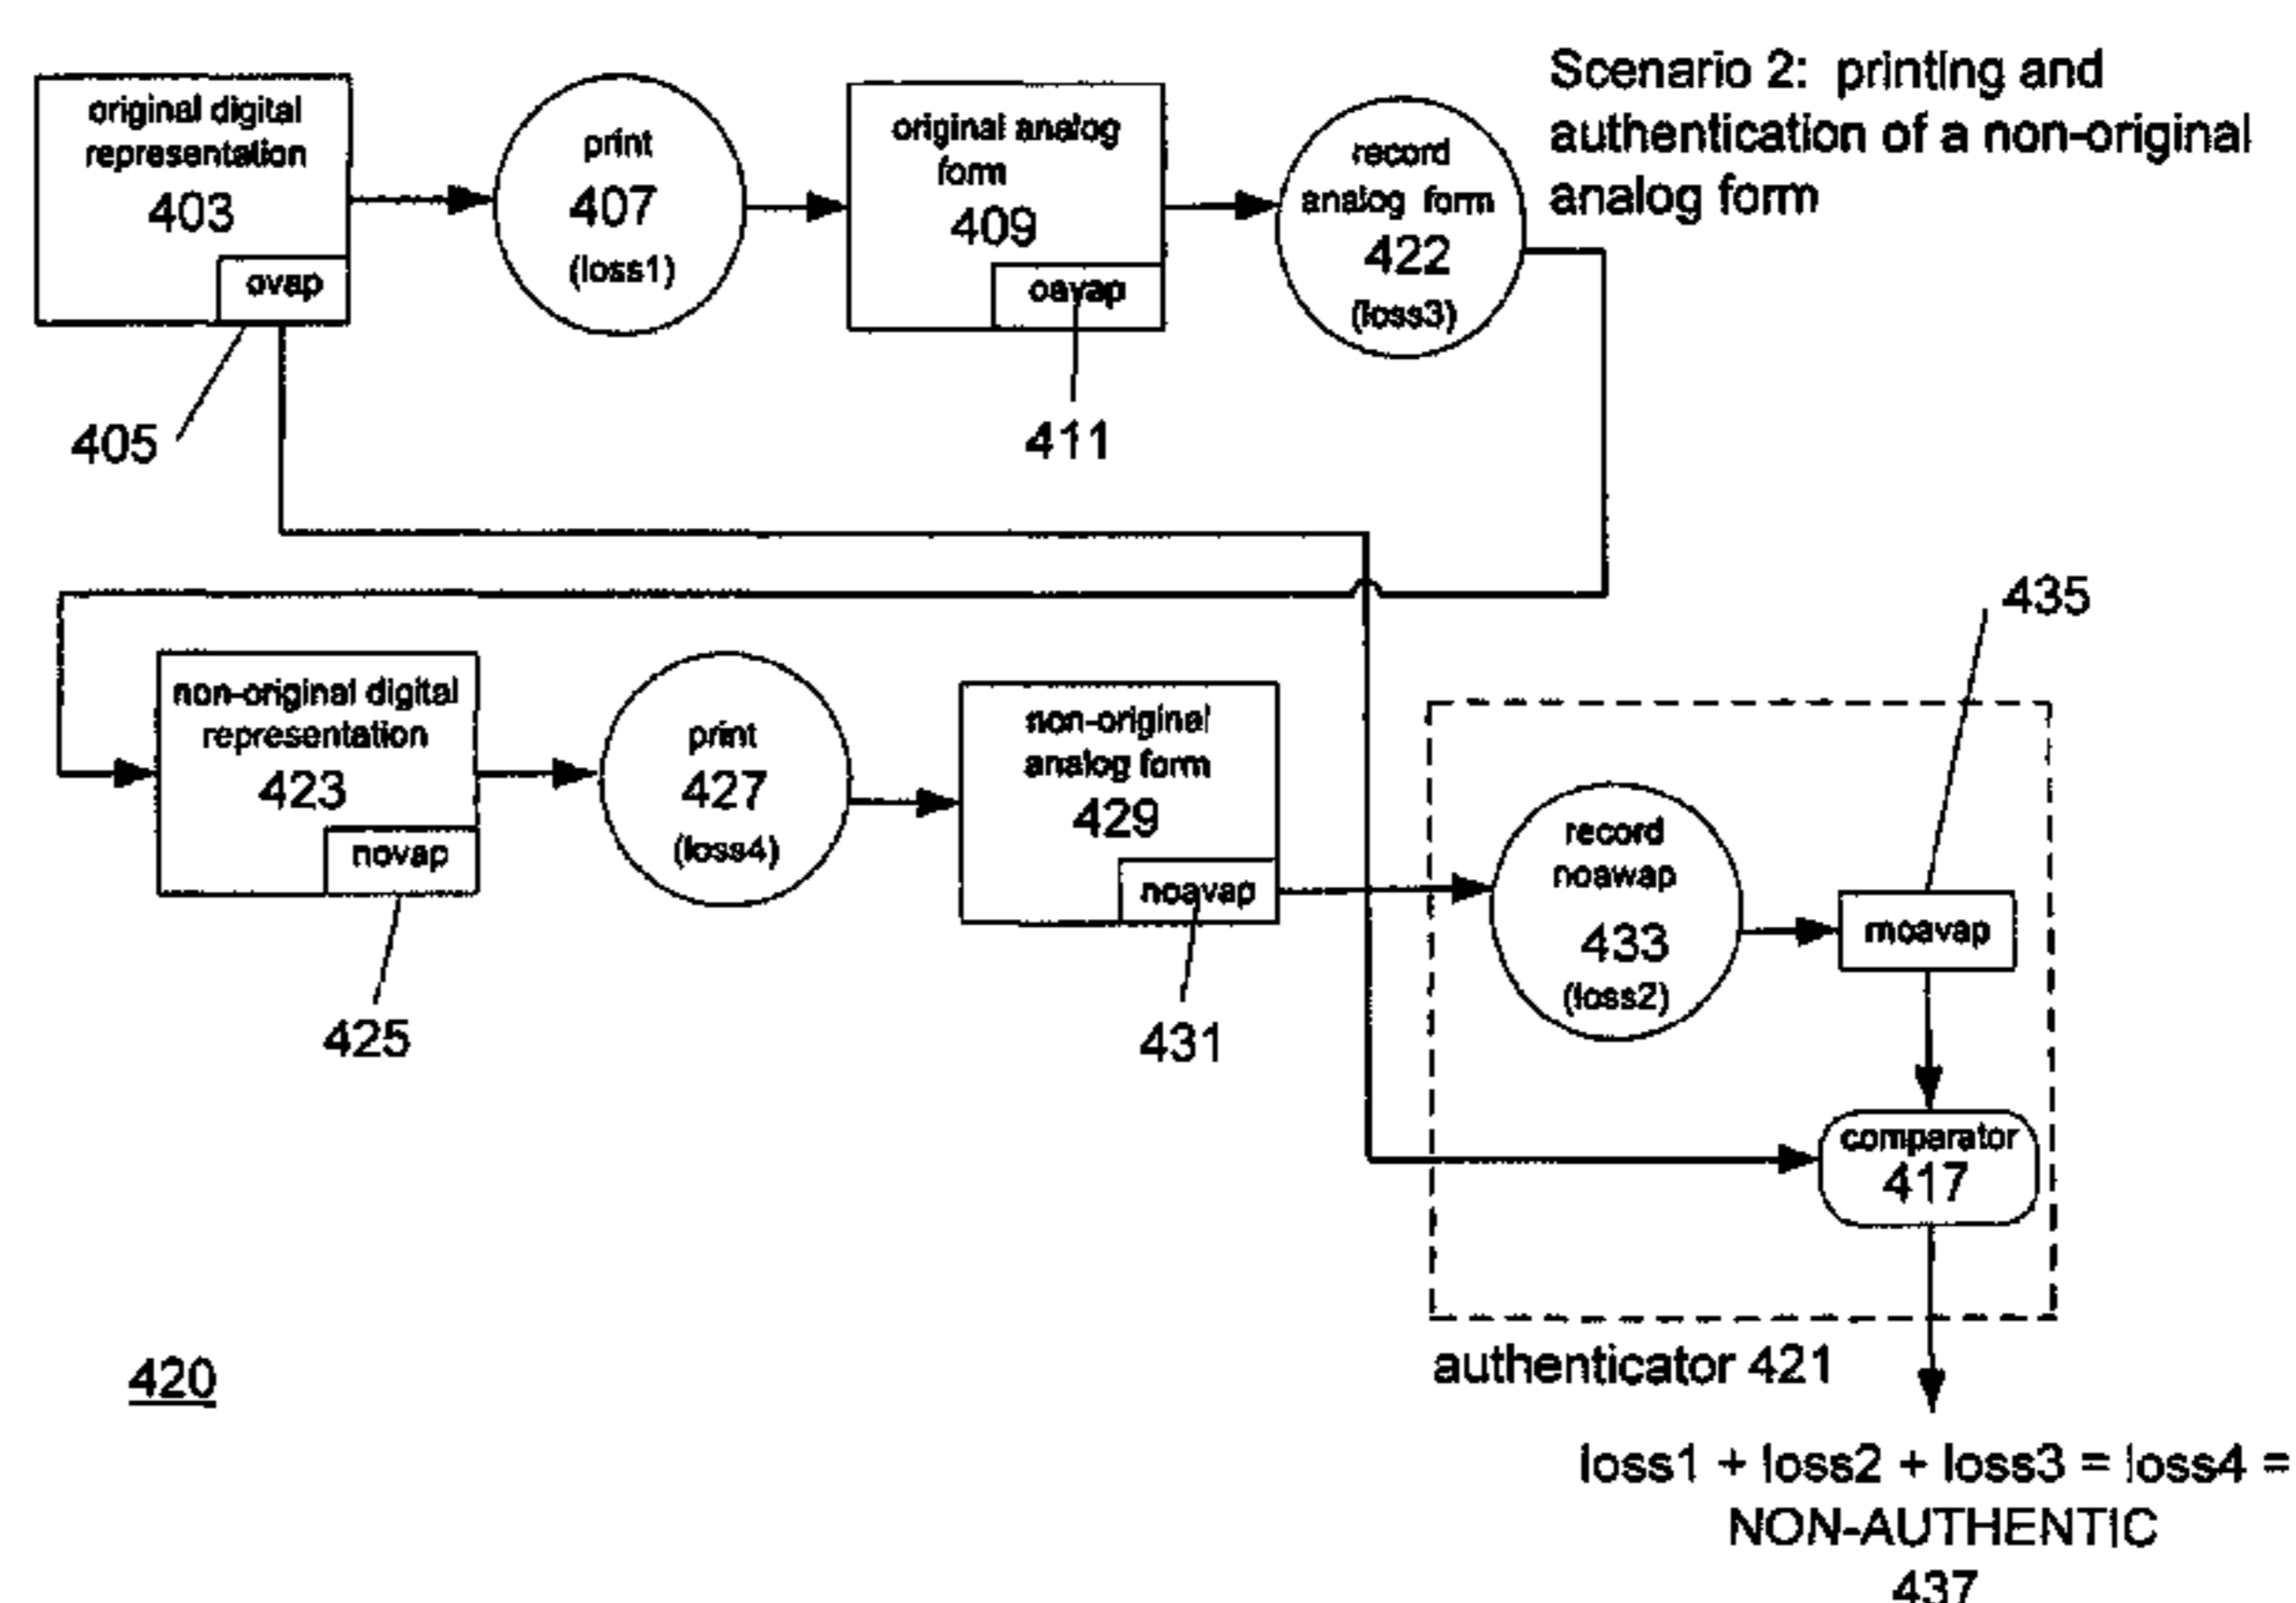 Scenario 2: printing and
authentication of a non-original
analog form
original digital
representation
403
ovap
405
print
407
(loss1)
original analog
form
409
oavap
411
record
analog form
422
(loss3)
non-original digital
representation
423
novap
425
print
427
(loss4)
non-original
analog form
429
noavap
431
435
record
noawap
433
(loss2)
moavap
comparator
417
authenticator 421
420
loss1 + loss2 + loss3 = loss4 =
NON-AUTHENTIC
437